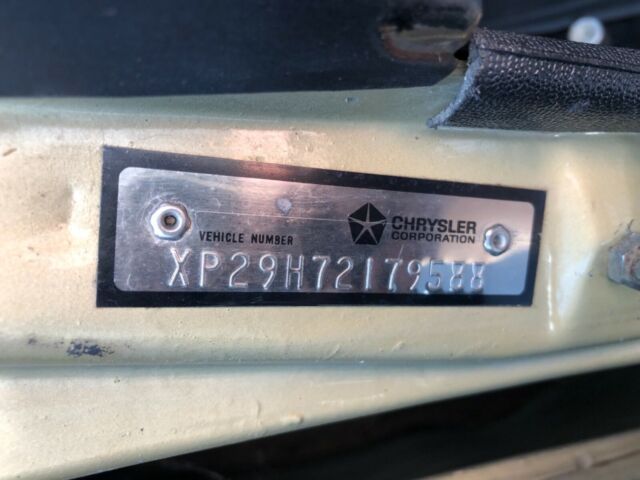 CHRYSLER
CORPORATION
VEHICLE NUMBER
XP29H72179588